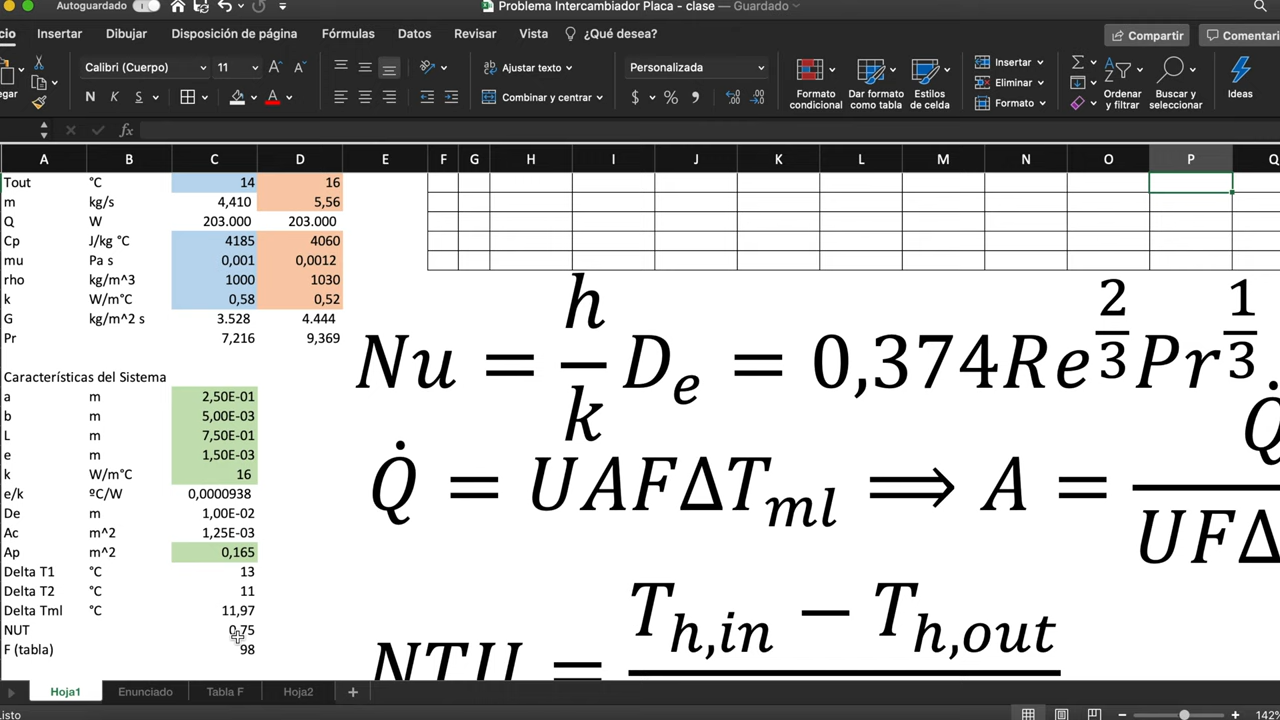 Autoguardado
Problema Intercambiador Placa - clase — Guardado
cio Insertar Dibujar Disposición de página Fórmulas Datos Revisar Vista ¿Qué desea? Compartir Comentari
egar Calibri (Cuerpo) 11 Ajustar texto Personalizada Insertar
N K S Combinar y centrar $ % Formato condicional Dar formato como tabla Estilos de celda Eliminar Formato Ordenar y filtrar Buscar y seleccionar Ideas
fx
A B C D E F G H I J K L M N O P Q
Tout °C 14 16
m kg/s 4,410 5,56
Q W 203.000 203.000
Cp J/kg °C 4185 4060
mu Pa s 0,001 0,0012
rho kg/m^3 1000 1030
k W/m°C 0,58 0,52
G kg/m^2 s 3.528 4.444
Pr 7,216 9,369
Características del Sistema
a m 2,50E-01
b m 5,00E-03
L m 7,50E-01
e m 1,50E-03
k W/m°C 16
e/k ºC/W 0,0000938
De m 1,00E-02
Ac m^2 1,25E-03
Ap m^2 0,165
Delta T1 °C 13
Delta T2 °C 11
Delta Tml °C 11,97
NUT 0,75
F (tabla) 98
Nu = h/k D_e = 0,374Re^2/3 Pr^1/3
Q̇ = UAFΔT_ml ⟹ A = Q̇ / UFΔ
NTU = T_h,in − T_h,out
Hoja1 Enunciado Tabla F Hoja2 +
Listo 142%